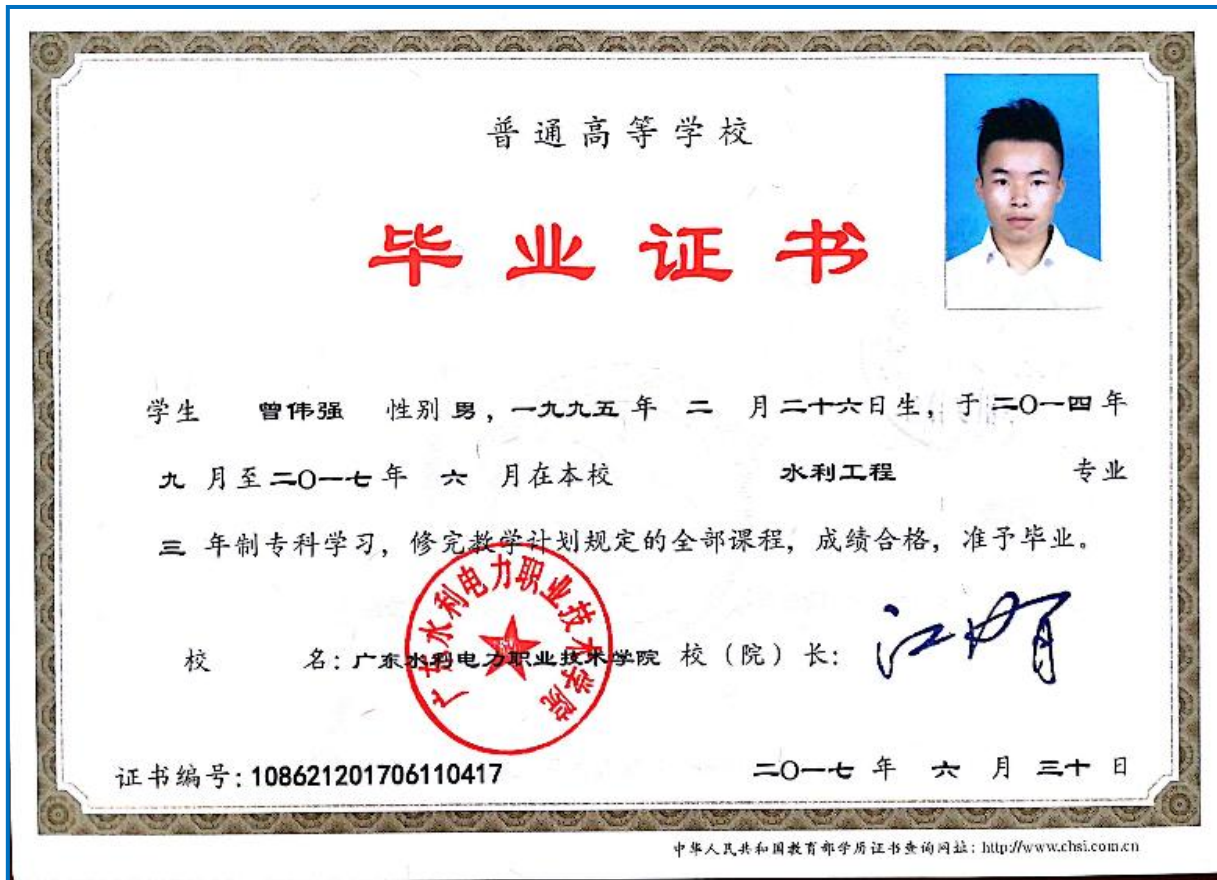 普通高等学校
毕业证书
学生 曾伟强 性别 男，一九九五年 二 月二十六日生，于二〇一四年
九 月至二〇一七年 六 月在本校 水利工程 专业
三 年制专科学习，修完教学计划规定的全部课程，成绩合格，准予毕业。
广东水利电力职业技术学院
校 名：广东水利电力职业技术学院 校（院）长：
证书编号：108621201706110417 二〇一七 年 六 月 三十 日
中华人民共和国教育部学历证书查询网址：http://www.chsi.com.cn